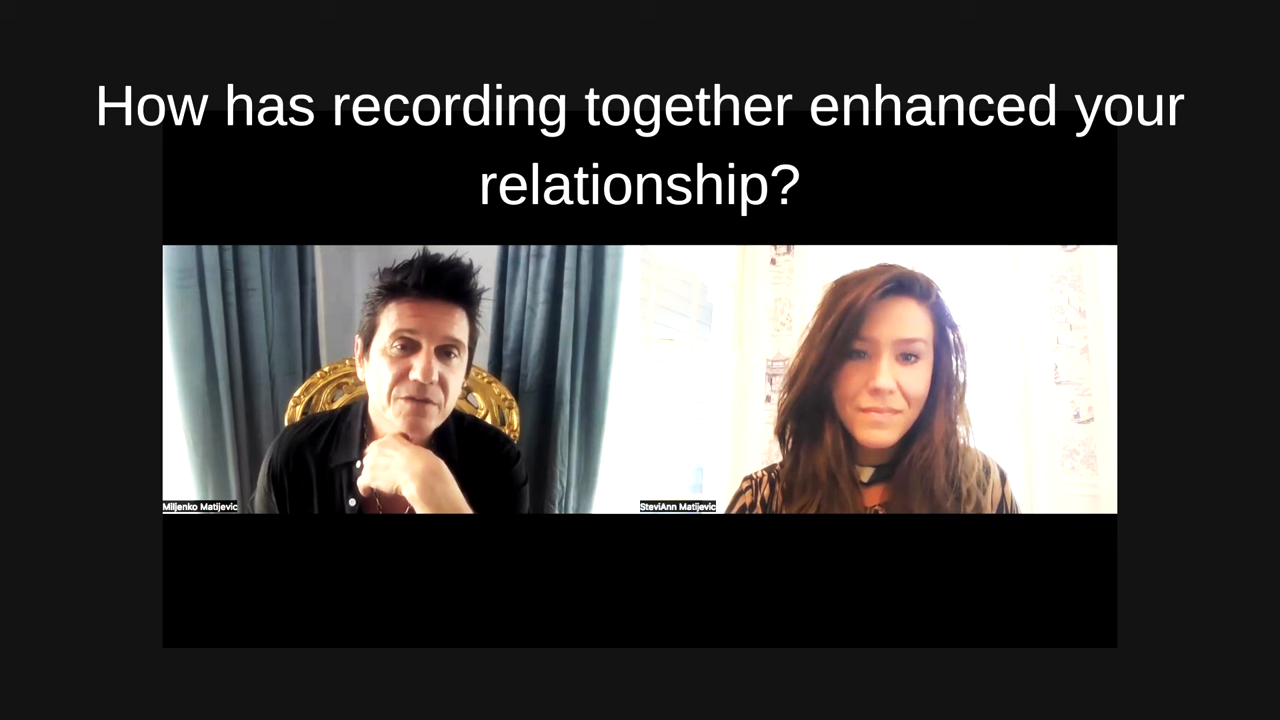 How has recording together enhanced your
relationship?
Miljenko Matijevic
SteviAnn Matijevic